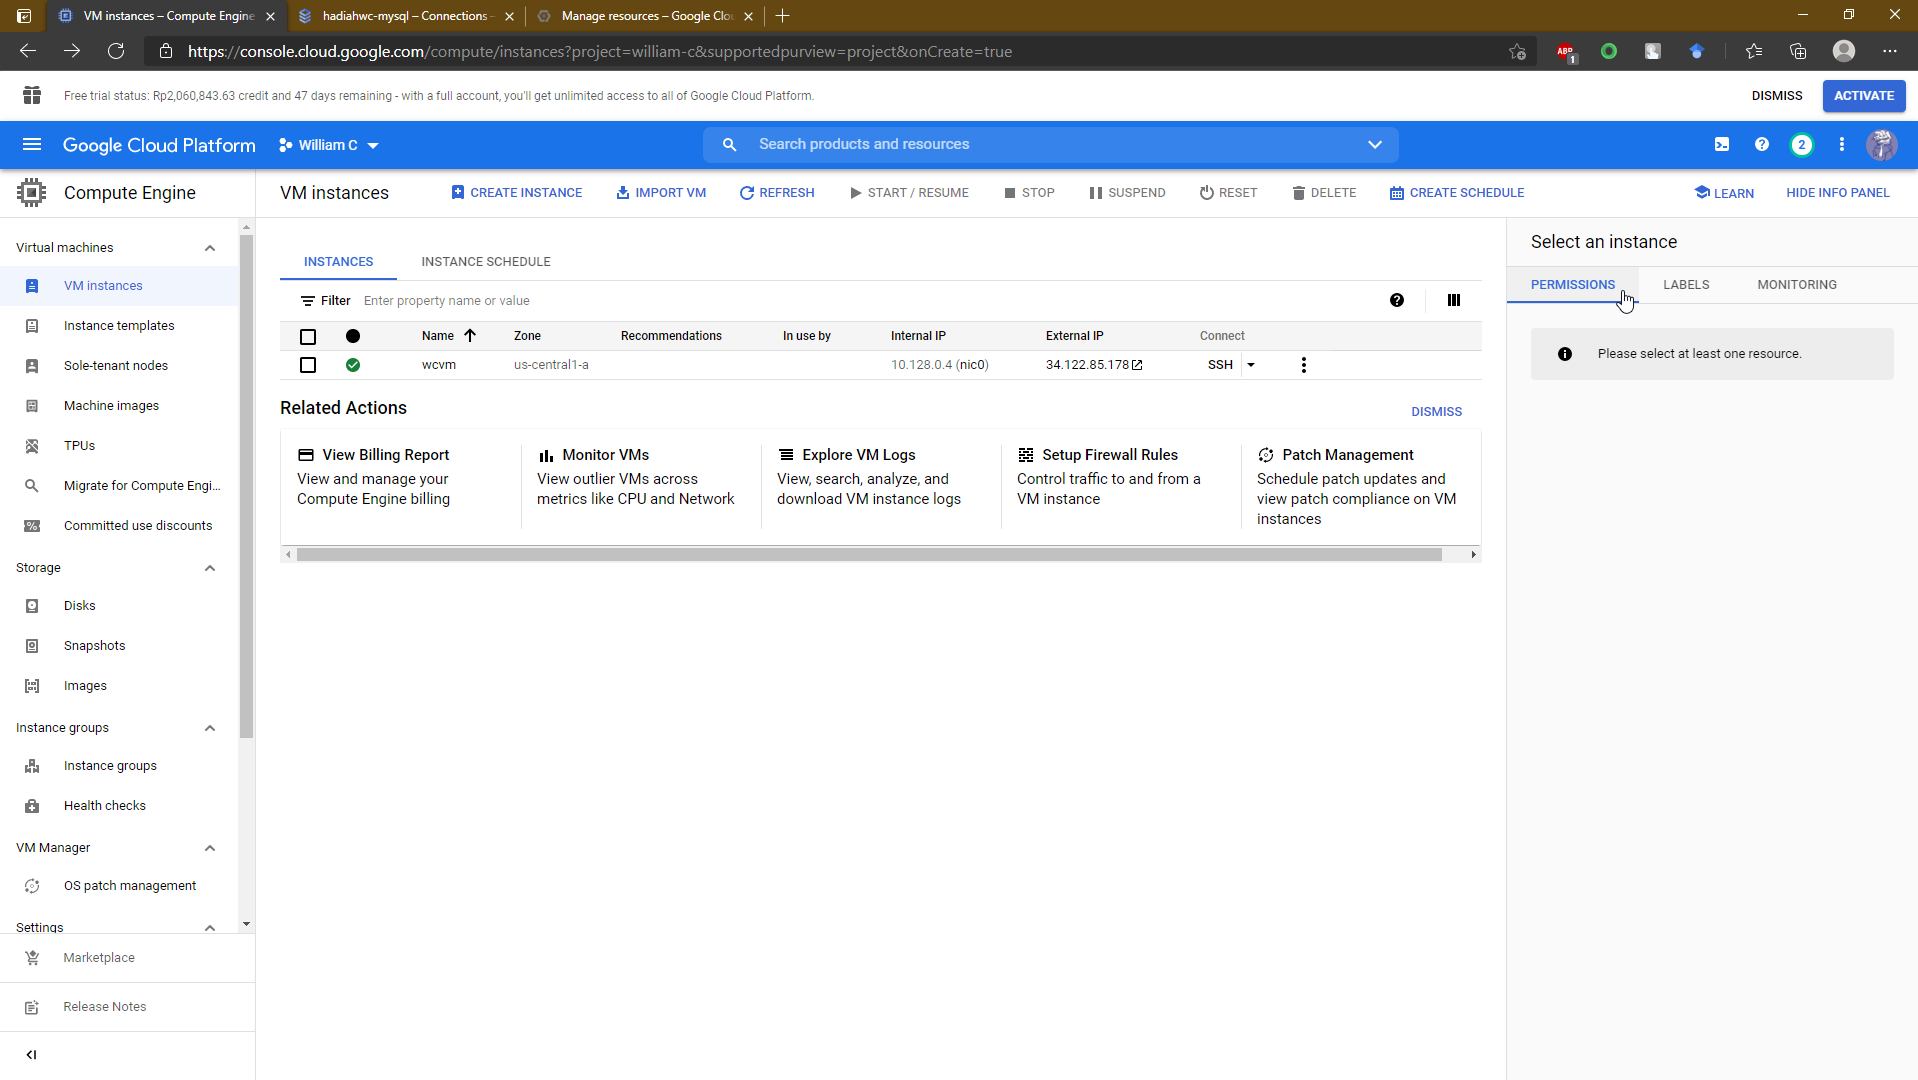 VM instances – Compute Engine
hadiahwc-mysql – Connections –
Manage resources – Google Clou
https://console.cloud.google.com/compute/instances?project=william-c&supportedpurview=project&onCreate=true
ABP
1
Free trial status: Rp2,060,843.63 credit and 47 days remaining - with a full account, you'll get unlimited access to all of Google Cloud Platform.
DISMISS
ACTIVATE
Google Cloud Platform
William C
Search products and resources
2
Compute Engine
VM instances
CREATE INSTANCE
IMPORT VM
REFRESH
START / RESUME
STOP
SUSPEND
RESET
DELETE
CREATE SCHEDULE
LEARN
HIDE INFO PANEL
Virtual machines
VM instances
Instance templates
Sole-tenant nodes
Machine images
TPUs
Migrate for Compute Engi...
Committed use discounts
Storage
Disks
Snapshots
Images
Instance groups
Instance groups
Health checks
VM Manager
OS patch management
Settings
Marketplace
Release Notes
INSTANCES
INSTANCE SCHEDULE
Filter
Enter property name or value
Name
Zone
Recommendations
In use by
Internal IP
External IP
Connect
wcvm
us-central1-a
10.128.0.4 (nic0)
34.122.85.178
SSH
Related Actions
DISMISS
View Billing Report
View and manage your
Compute Engine billing
Monitor VMs
View outlier VMs across
metrics like CPU and Network
Explore VM Logs
View, search, analyze, and
download VM instance logs
Setup Firewall Rules
Control traffic to and from a
VM instance
Patch Management
Schedule patch updates and
view patch compliance on VM
instances
Select an instance
PERMISSIONS
LABELS
MONITORING
Please select at least one resource.